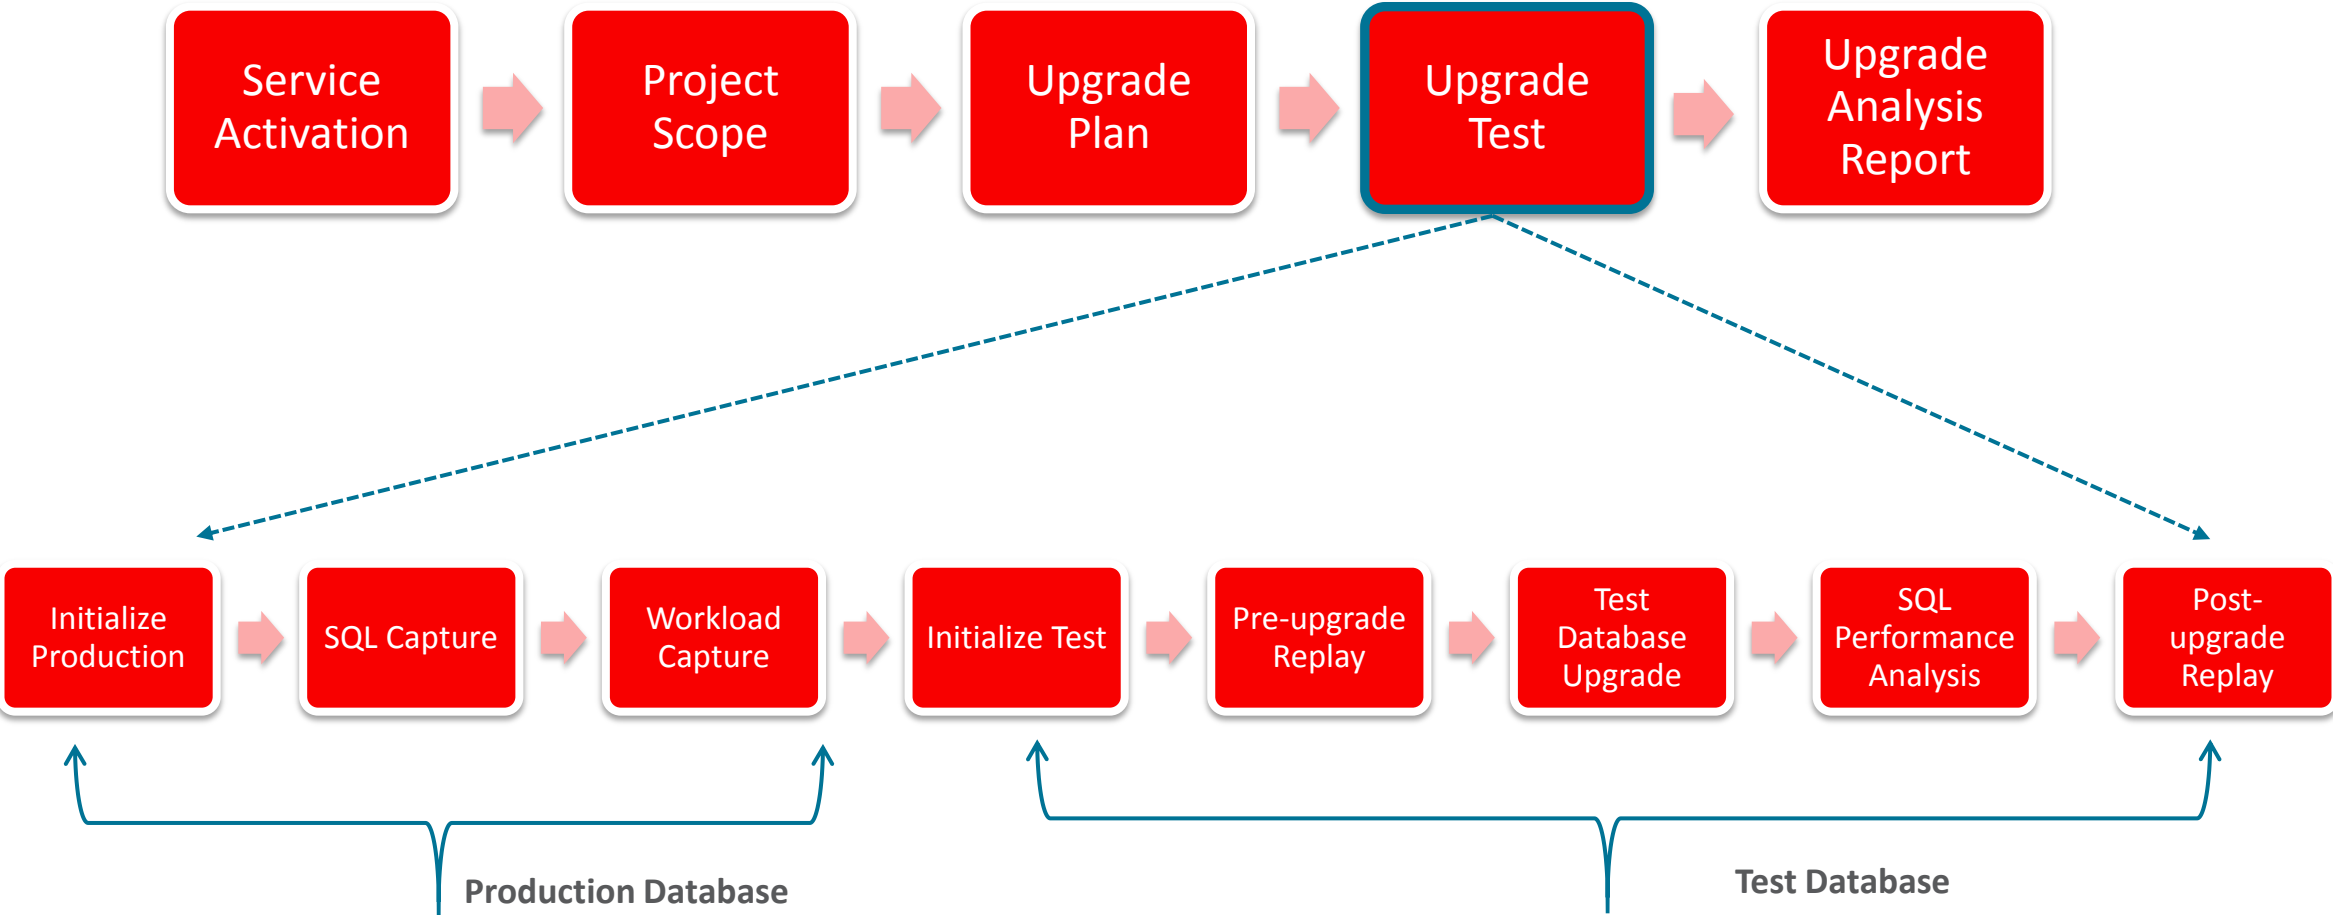 Service
Activation
Project
Scope
Upgrade
Plan
Upgrade
Test
Upgrade
Analysis
Report
Initialize
Production
SQL Capture
Workload
Capture
Initialize Test
Pre-upgrade
Replay
Test
Database
Upgrade
SQL
Performance
Analysis
Post-
upgrade
Replay
Production Database
Test Database